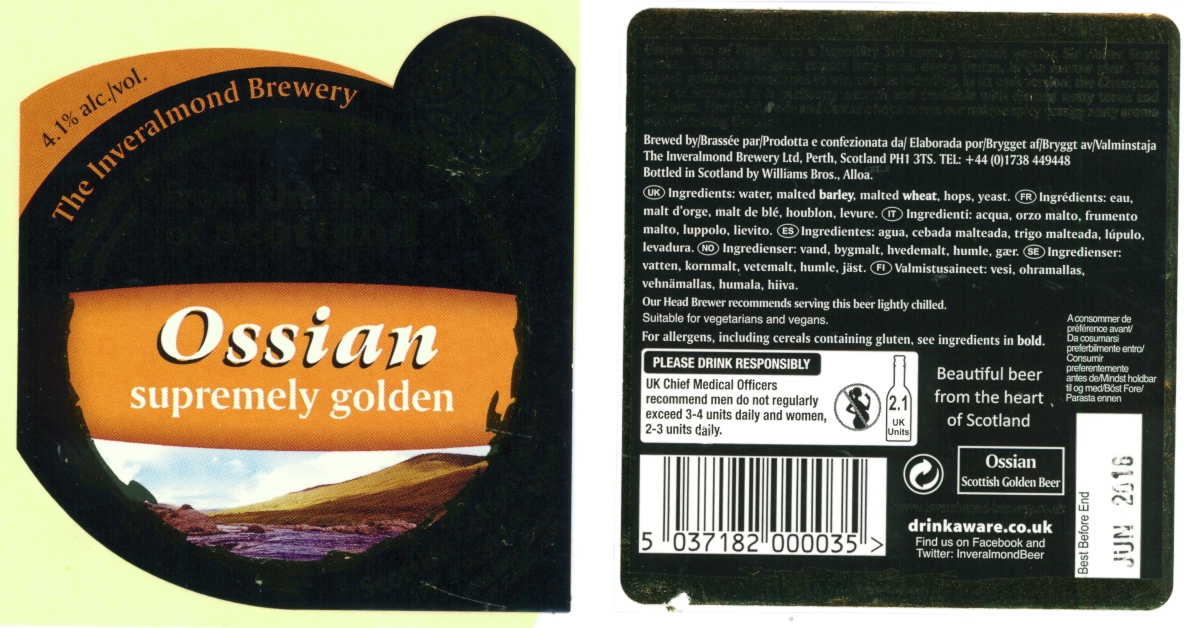 4.1% alc./vol.
The Inveralmond Brewery
Ossian
supremely golden
Brewed by/Brassée par/Prodotta e confezionata da/ Elaborada por/Brygget af/Bryggt av/Valminstaja
The Inveralmond Brewery Ltd, Perth, Scotland PH1 3TS. TEL: +44 (0)1738 449448
Bottled in Scotland by Williams Bros., Alloa.
UK Ingredients: water, malted barley, malted wheat, hops, yeast. FR Ingrédients: eau,
malt d'orge, malt de blé, houblon, levure. IT Ingredienti: acqua, orzo malto, frumento
malto, luppolo, lievito. ES Ingredientes: agua, cebada malteada, trigo malteada, lúpulo,
levadura. NO Ingredienser: vand, bygmalt, hvedemalt, humle, gær. SE Ingredienser:
vatten, kornmalt, vetemalt, humle, jäst. FI Valmistusaineet: vesi, ohramallas,
vehnämallas, humala, hiiva.
Our Head Brewer recommends serving this beer lightly chilled.
Suitable for vegetarians and vegans.
For allergens, including cereals containing gluten, see ingredients in bold.
PLEASE DRINK RESPONSIBLY
UK Chief Medical Officers
recommend men do not regularly
exceed 3-4 units daily and women,
2-3 units daily.
2.1
UK
Units
Beautiful beer
from the heart
of Scotland
A consommer de
préférence avant/
Da cosumarsi
preferbilmente entro/
Consumir
preferentemente
antes de/Mindst holdbar
til og med/Böst Fore/
Parasta ennen
Ossian
Scottish Golden Beer
drinkaware.co.uk
Find us on Facebook and
Twitter: InveralmondBeer
5 037182 000035 >
Best Before End
JUN 2016